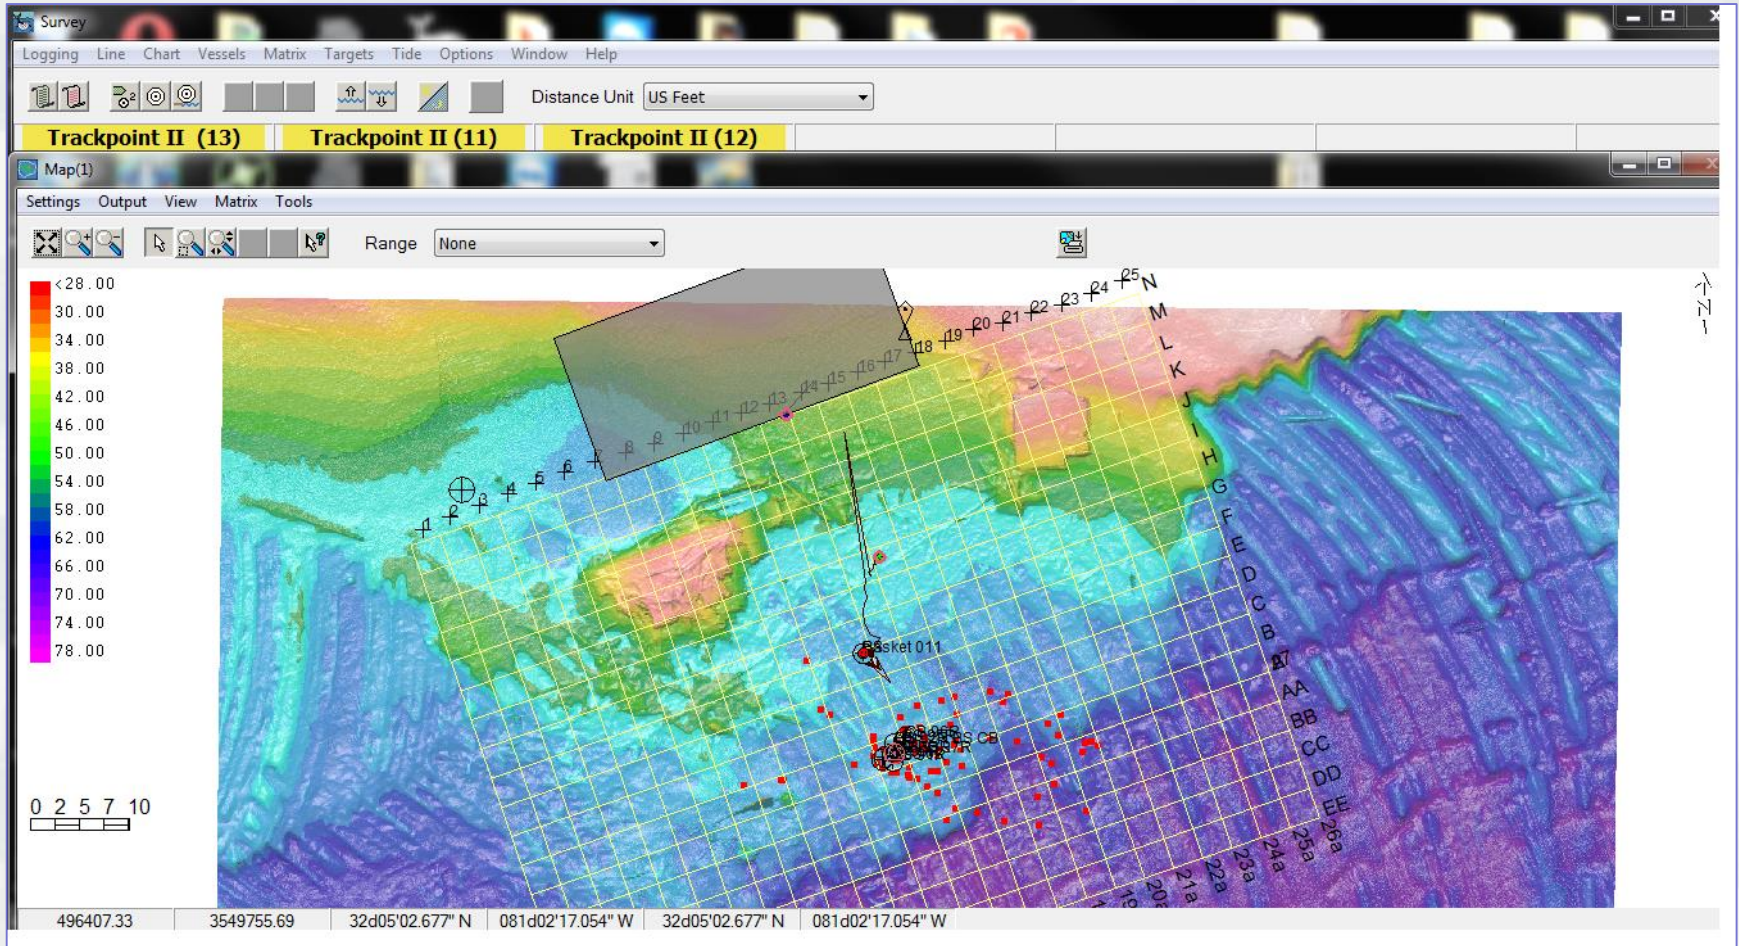 Survey
Logging Line Chart Vessels Matrix Targets Tide Options Window Help
Distance Unit US Feet
Trackpoint II (13) Trackpoint II (11) Trackpoint II (12)
Map(1)
Settings Output View Matrix Tools
Range None
<28.00
30.00
34.00
38.00
42.00
46.00
50.00
54.00
58.00
62.00
66.00
70.00
74.00
78.00
1 2 3 4 5 6 7 8 9 10 11 12 13 14 15 16 17 18 19 20 21 22 23 24 25
N
M
L
K
J
I
H
G
F
E
D
C
B
AA
BB
CC
DD
EE
Basket 011
20a 21a 22a 23a 24a 25a 26a
0 2 5 7 10
496407.33 3549755.69 32d05'02.677" N 081d02'17.054" W 32d05'02.677" N 081d02'17.054" W